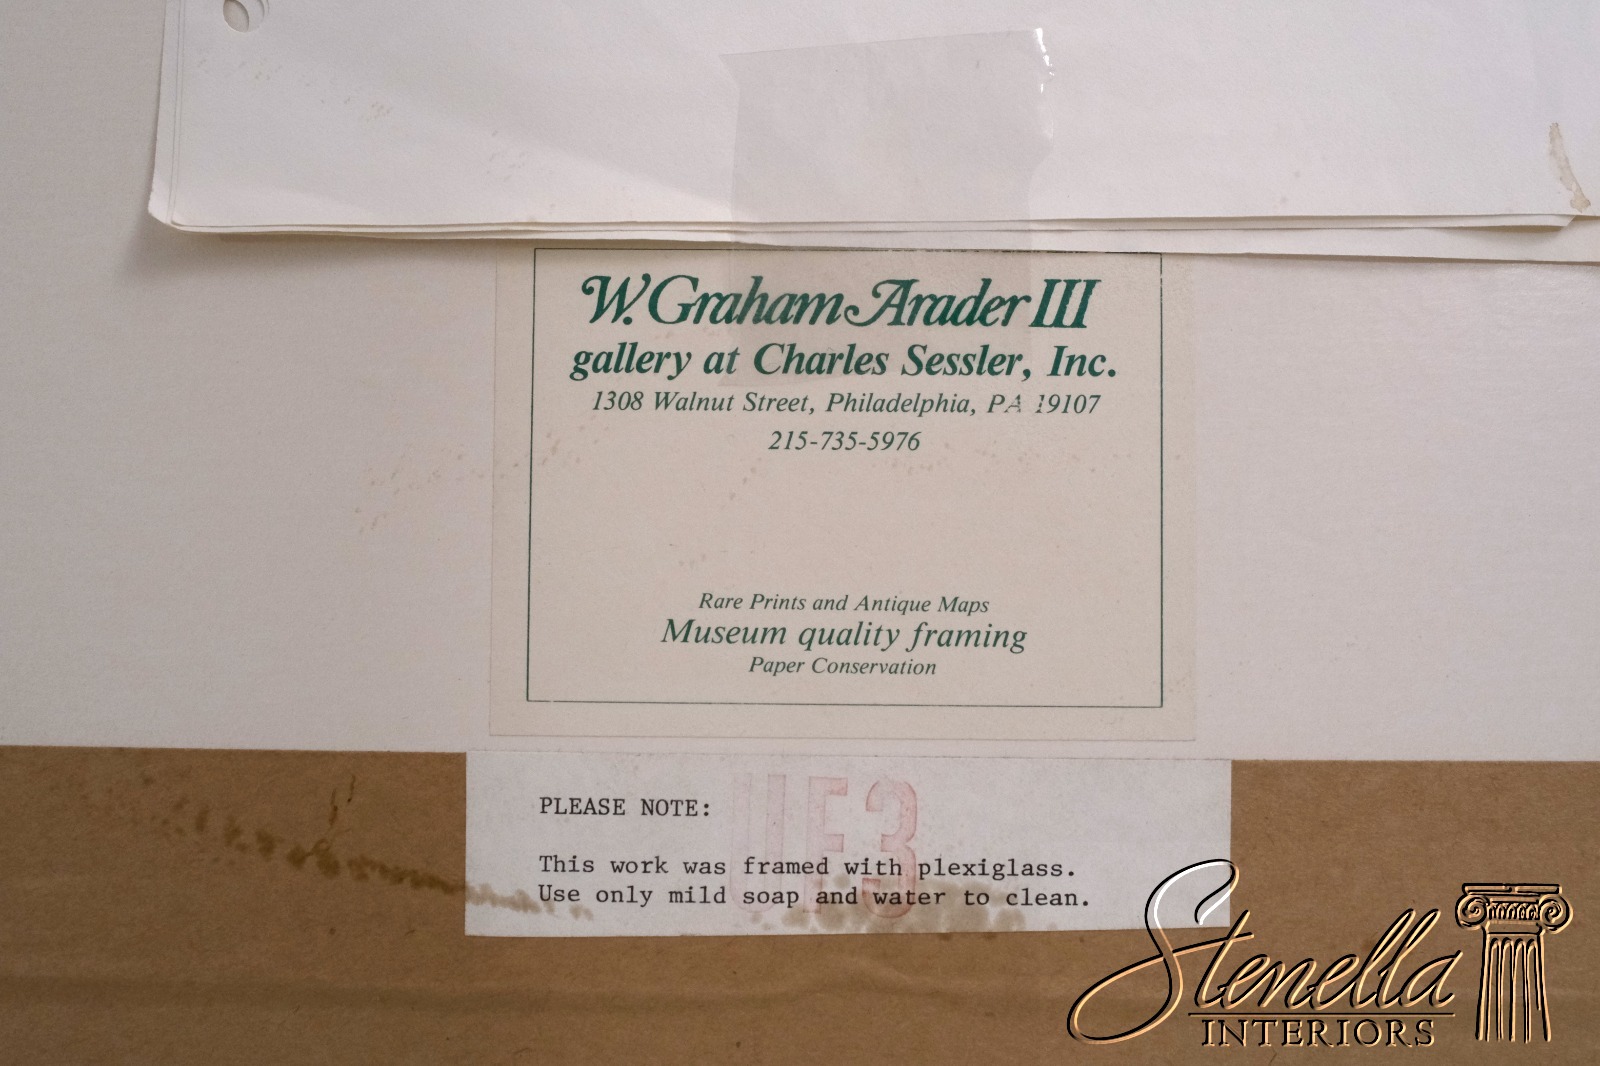 W. Graham Arader III
gallery at Charles Sessler, Inc.
1308 Walnut Street, Philadelphia, PA 19107
215-735-5976
Rare Prints and Antique Maps
Museum quality framing
Paper Conservation
UF3
PLEASE NOTE:
This work was framed with plexiglass.
Use only mild soap and water to clean.
Stenella
INTERIORS